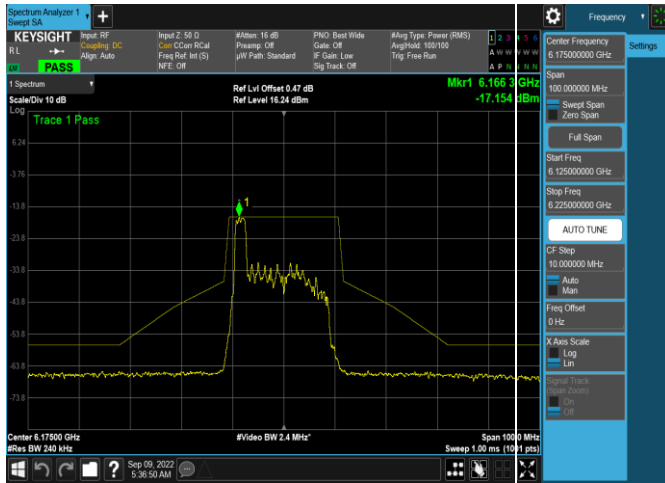 Spectrum Analyzer 1
Swept SA
+
Frequency
KEYSIGHT
R L
PASS
Input: RF
Coupling: DC
Align: Auto
Input Z: 50 Ω
Corr CCorr RCal
Freq Ref: Int (S)
NFE: Off
#Atten: 16 dB
Preamp: Off
µW Path: Standard
PNO: Best Wide
Gate: Off
IF Gain: Low
Sig Track: Off
#Avg Type: Power (RMS)
Avg|Hold: 100/100
Trig: Free Run
1 2 3 4 5 6
A W W W W W
A P N N N N
1 Spectrum
Scale/Div 10 dB
Log
Ref Lvl Offset 0.47 dB
Ref Level 16.24 dBm
Mkr1 6.166 3 GHz
-17.154 dBm
Trace 1 Pass
1
6.24
-3.76
-13.8
-23.8
-33.8
-43.8
-53.8
-63.8
-73.8
Center 6.17500 GHz
#Res BW 240 kHz
#Video BW 2.4 MHz*
Span 100.0 MHz
Sweep 1.00 ms (1001 pts)
Sep 09, 2022
5:36:50 AM
?
Settings
Center Frequency
6.175000000 GHz
Span
100.000000 MHz
Swept Span
Zero Span
Full Span
Start Freq
6.125000000 GHz
Stop Freq
6.225000000 GHz
AUTO TUNE
CF Step
10.000000 MHz
Auto
Man
Freq Offset
0 Hz
X Axis Scale
Log
Lin
Signal Track
(Span Zoom)
On
Off